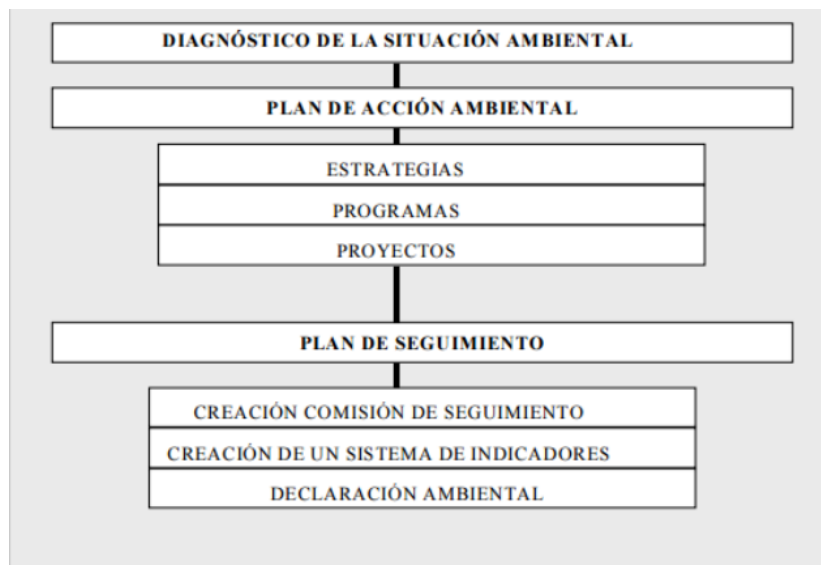 DIAGNÓSTICO DE LA SITUACIÓN AMBIENTAL
PLAN DE ACCIÓN AMBIENTAL
ESTRATEGIAS
PROGRAMAS
PROYECTOS
PLAN DE SEGUIMIENTO
CREACIÓN COMISIÓN DE SEGUIMIENTO
CREACIÓN DE UN SISTEMA DE INDICADORES
DECLARACIÓN AMBIENTAL